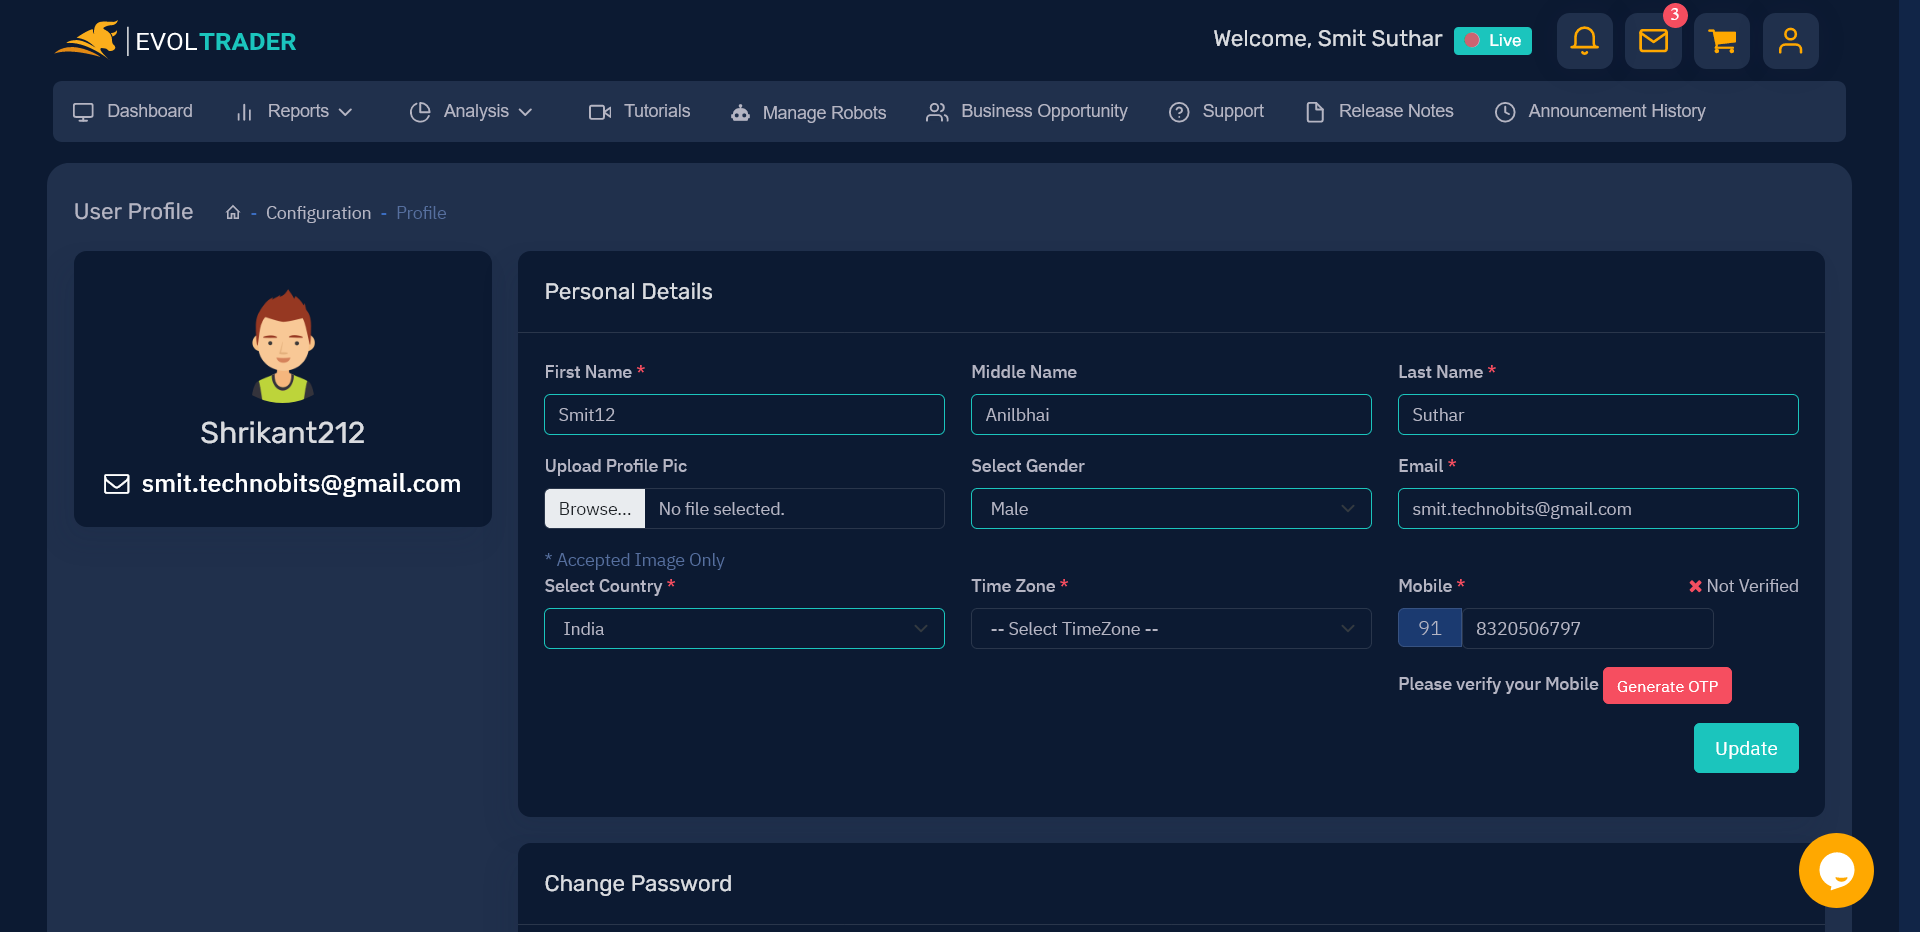 EVOLTRADER
Welcome, Smit Suthar Live 3
Dashboard Reports Analysis Tutorials Manage Robots Business Opportunity Support Release Notes Announcement History
User Profile - Configuration - Profile
Shrikant212
smit.technobits@gmail.com
Personal Details
First Name * Middle Name Last Name *
Smit12 Anilbhai Suthar
Upload Profile Pic Select Gender Email *
Browse... No file selected. Male smit.technobits@gmail.com
* Accepted Image Only
Select Country * Time Zone * Mobile * Not Verified
India -- Select TimeZone -- 91 8320506797
Please verify your Mobile Generate OTP
Update
Change Password